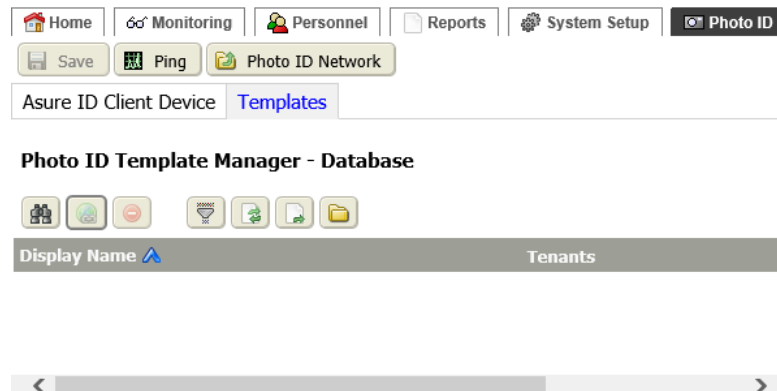 Home Monitoring Personnel Reports System Setup Photo ID
Save Ping Photo ID Network
Asure ID Client Device Templates
Photo ID Template Manager - Database
Display Name Tenants